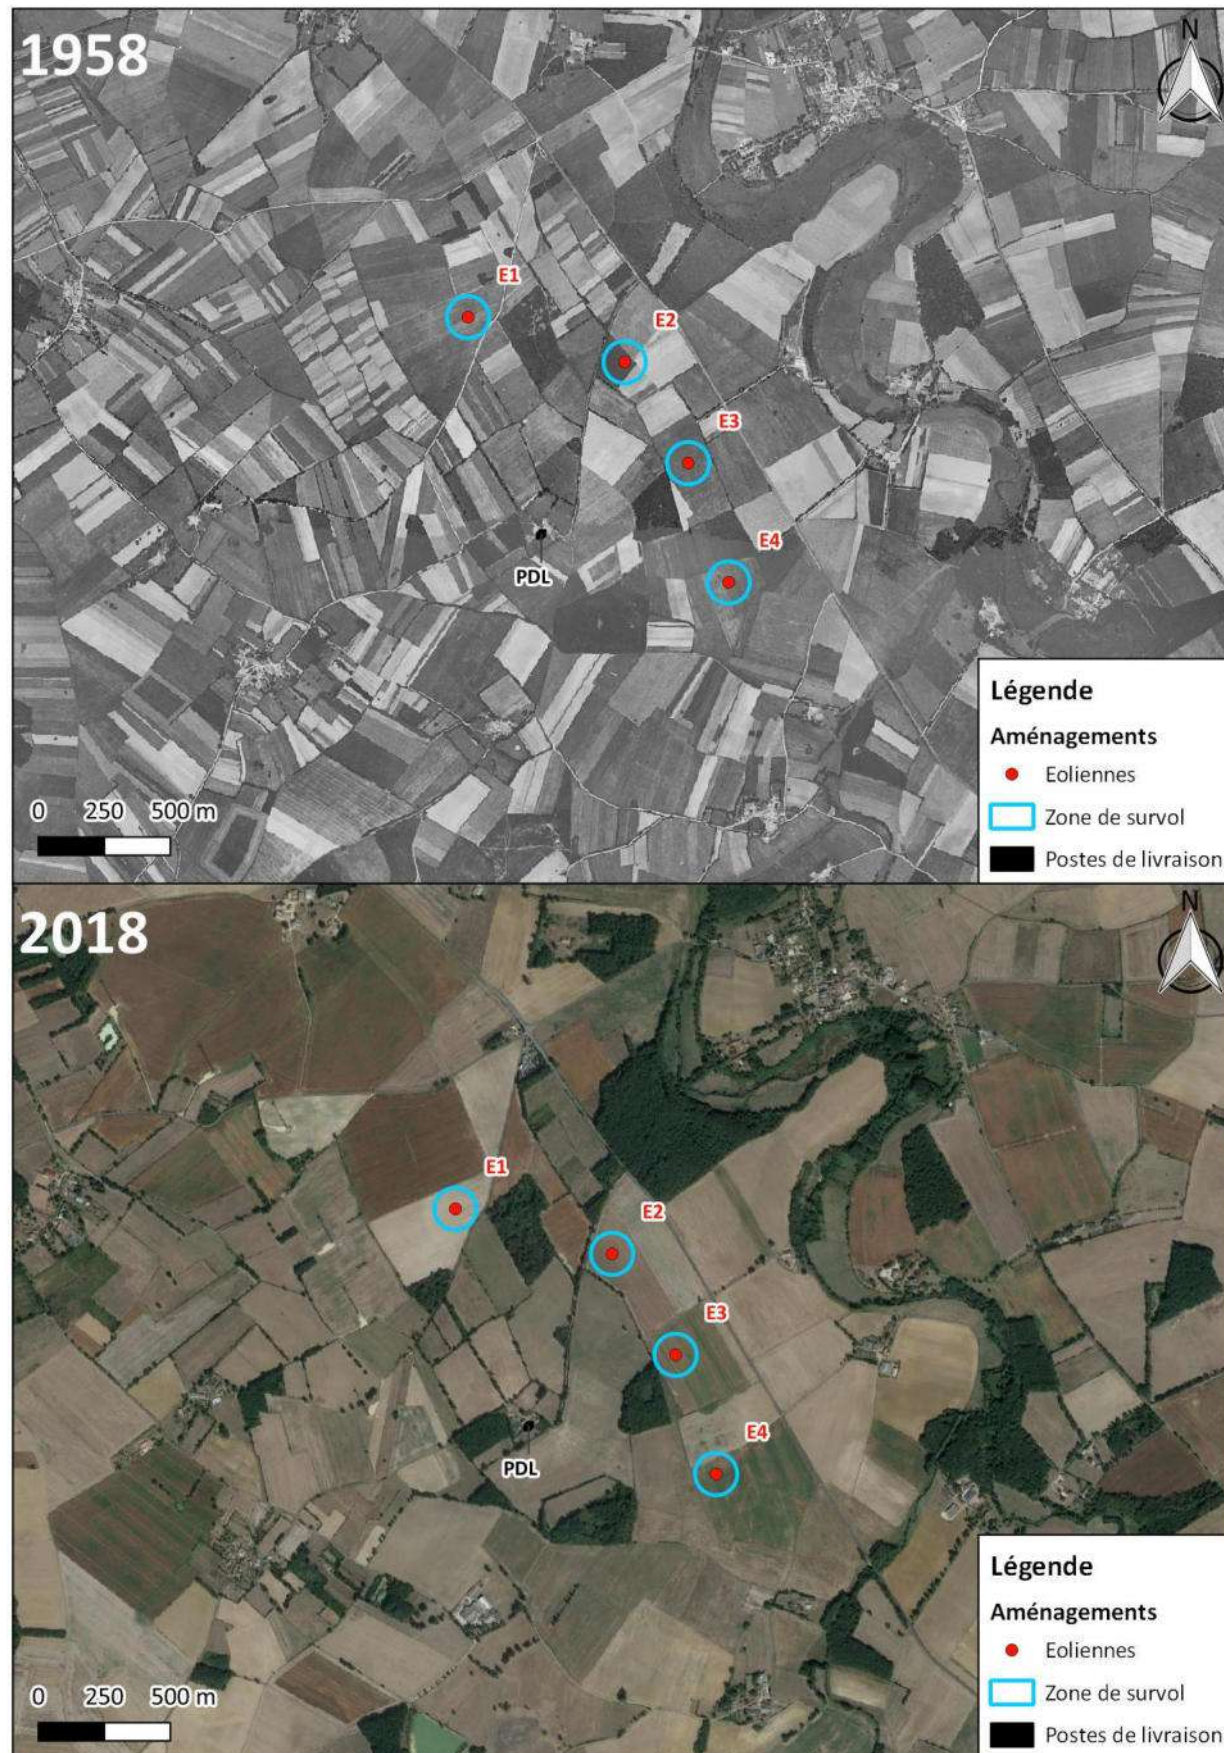 1958
N
E1
E2
E3
E4
PDL
Légende
Aménagements
Eoliennes
Zone de survol
Postes de livraison
0 250 500 m
2018
N
E1
E2
E3
E4
PDL
Légende
Aménagements
Eoliennes
Zone de survol
Postes de livraison
0 250 500 m